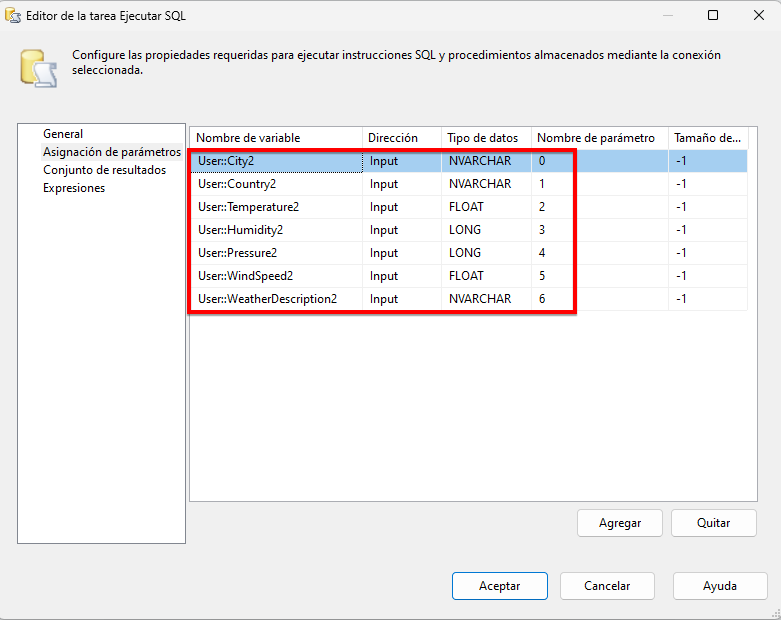 Editor de la tarea Ejecutar SQL
Configure las propiedades requeridas para ejecutar instrucciones SQL y procedimientos almacenados mediante la conexión
seleccionada.
General
Asignación de parámetros
Conjunto de resultados
Expresiones
Nombre de variable Dirección Tipo de datos Nombre de parámetro Tamaño de...
User::City2 Input NVARCHAR 0 -1
User::Country2 Input NVARCHAR 1 -1
User::Temperature2 Input FLOAT 2 -1
User::Humidity2 Input LONG 3 -1
User::Pressure2 Input LONG 4 -1
User::WindSpeed2 Input FLOAT 5 -1
User::WeatherDescription2 Input NVARCHAR 6 -1
Agregar Quitar
Aceptar Cancelar Ayuda